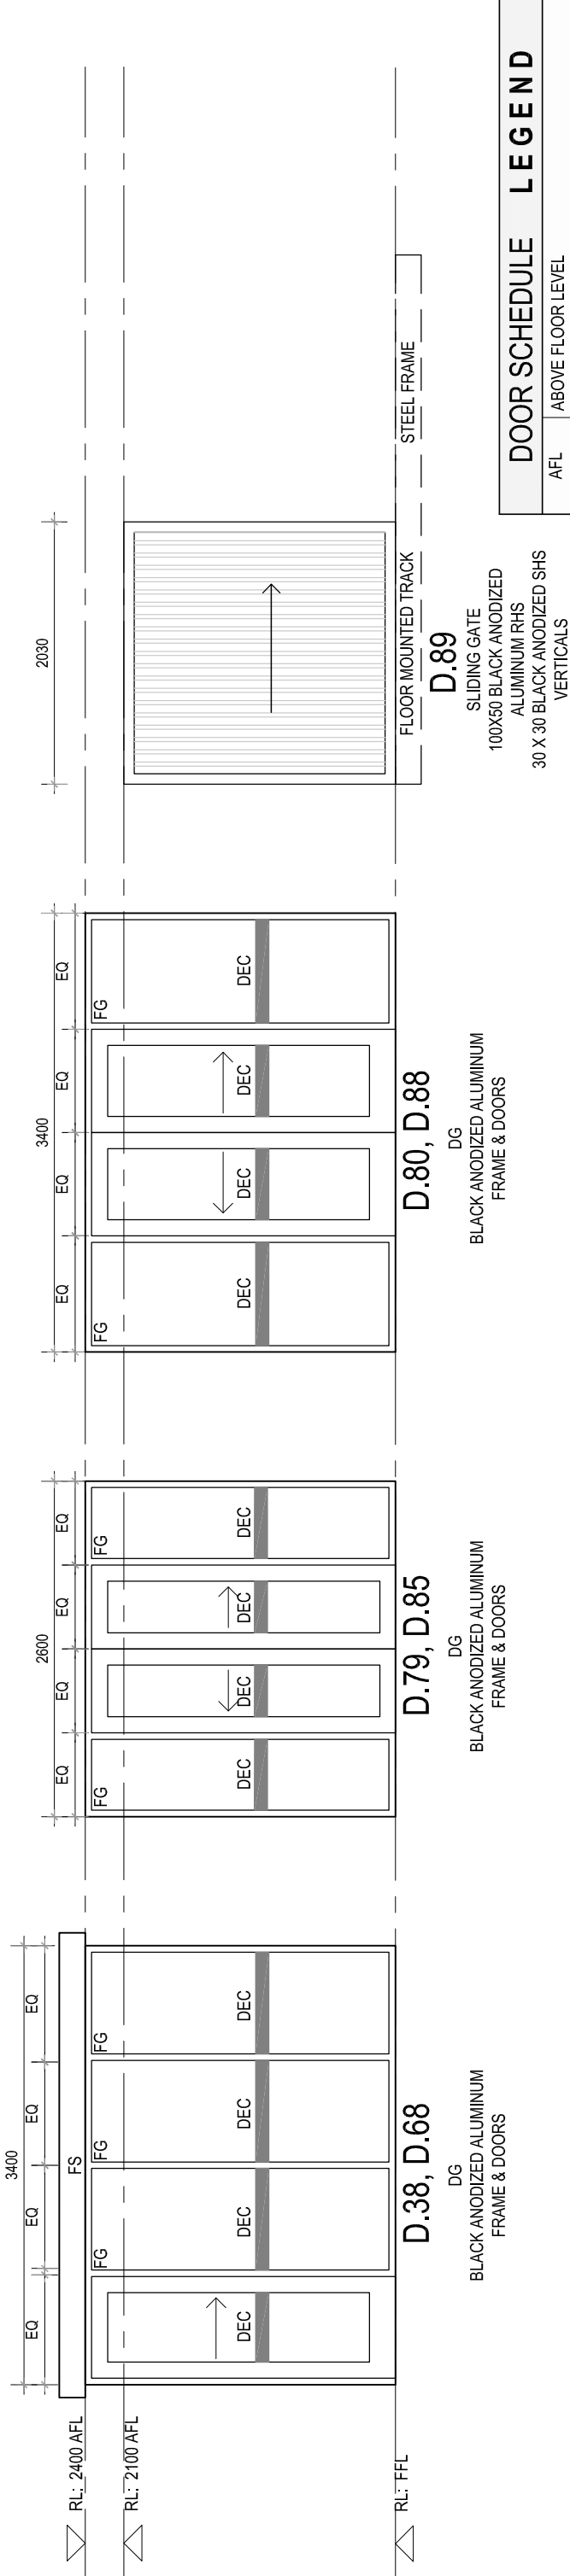 RL: 2400 AFL
RL: 2100 AFL
RL: FFL
3400
EQ
EQ
EQ
EQ
FS
FG
FG
FG
DEC
DEC
DEC
DEC
D.38, D.68
DG
BLACK ANODIZED ALUMINUM
FRAME & DOORS
2600
EQ
EQ
EQ
EQ
FG
FG
DEC
DEC
DEC
DEC
D.79, D.85
DG
BLACK ANODIZED ALUMINUM
FRAME & DOORS
3400
EQ
EQ
EQ
EQ
FG
FG
DEC
DEC
DEC
DEC
D.80, D.88
DG
BLACK ANODIZED ALUMINUM
FRAME & DOORS
2030
FLOOR MOUNTED TRACK
STEEL FRAME
D.89
SLIDING GATE
100X50 BLACK ANODIZED
ALUMINUM RHS
30 X 30 BLACK ANODIZED SHS
VERTICALS
DOOR SCHEDULE LEGEND
AFL ABOVE FLOOR LEVEL